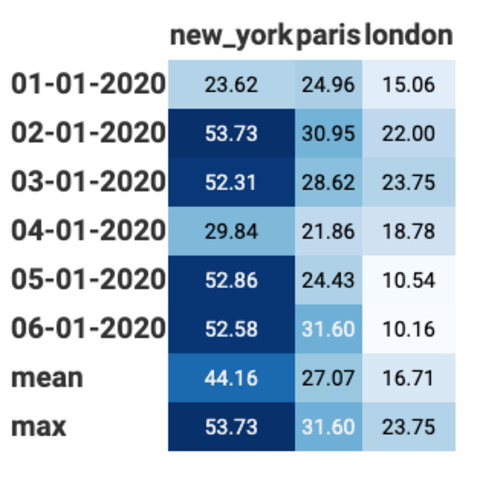 new_york paris london
01-01-2020 23.62 24.96 15.06
02-01-2020 53.73 30.95 22.00
03-01-2020 52.31 28.62 23.75
04-01-2020 29.84 21.86 18.78
05-01-2020 52.86 24.43 10.54
06-01-2020 52.58 31.60 10.16
mean 44.16 27.07 16.71
max 53.73 31.60 23.75